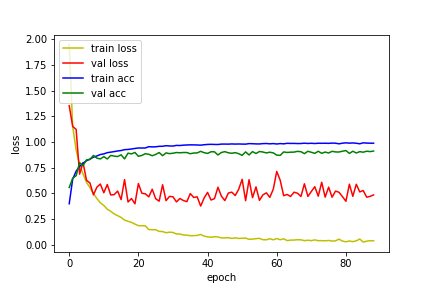 2.00
1.75
1.50
1.25
1.00
0.75
0.50
0.25
0.00
loss
train loss
val loss
train acc
val acc
0 20 40 60 80
epoch